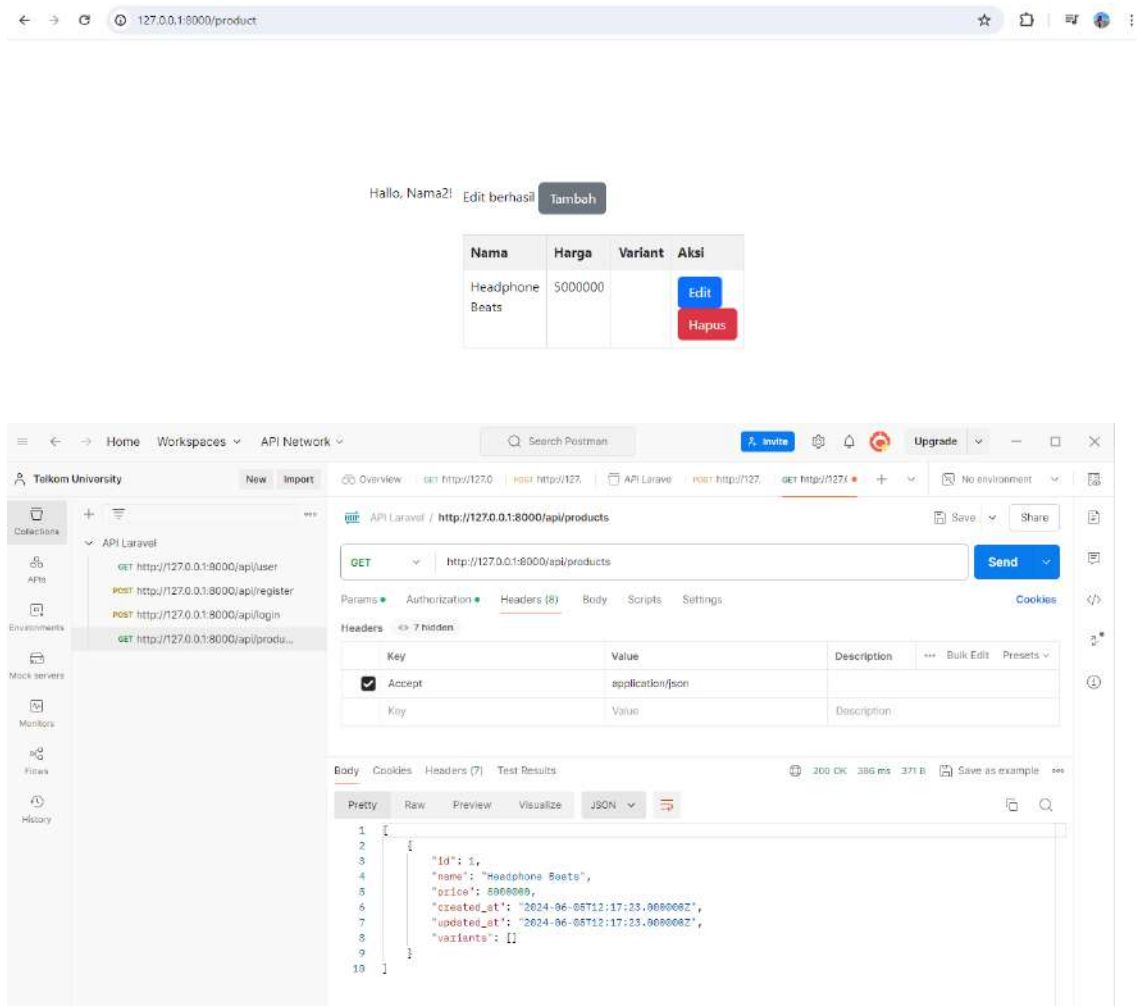 127.0.0.1:8000/product
Hallo, Nama2! Edit berhasil Tambah
Nama Harga Variant Aksi
Headphone Beats 5000000 Edit
Hapus
Home Workspaces API Network Search Postman Invite Upgrade
Telkom University New Import Overview GET http://127.0 POST http://127. API Laravel POST http://127. GET http://127.( No environment
Collections
API Laravel / http://127.0.0.1:8000/api/products Save Share
API Laravel
GET http://127.0.0.1:8000/api/user
POST http://127.0.0.1:8000/api/register
POST http://127.0.0.1:8000/api/login
GET http://127.0.0.1:8000/api/produ...
APIs
Environments
Mock servers
Monitors
Flows
History
GET http://127.0.0.1:8000/api/products Send
Params Authorization Headers (8) Body Scripts Settings Cookies
Headers 7 hidden
Key Value Description Bulk Edit Presets
Accept application/json
Key Value Description
Body Cookies Headers (7) Test Results 200 OK 386 ms 371 B Save as example
Pretty Raw Preview Visualize JSON
1 [
2 {
3 "id": 1,
4 "name": "Headphone Beats",
5 "price": 5000000,
6 "created_at": "2024-06-05T12:17:23.000000Z",
7 "updated_at": "2024-06-05T12:17:23.000000Z",
8 "variants": []
9 }
10 ]